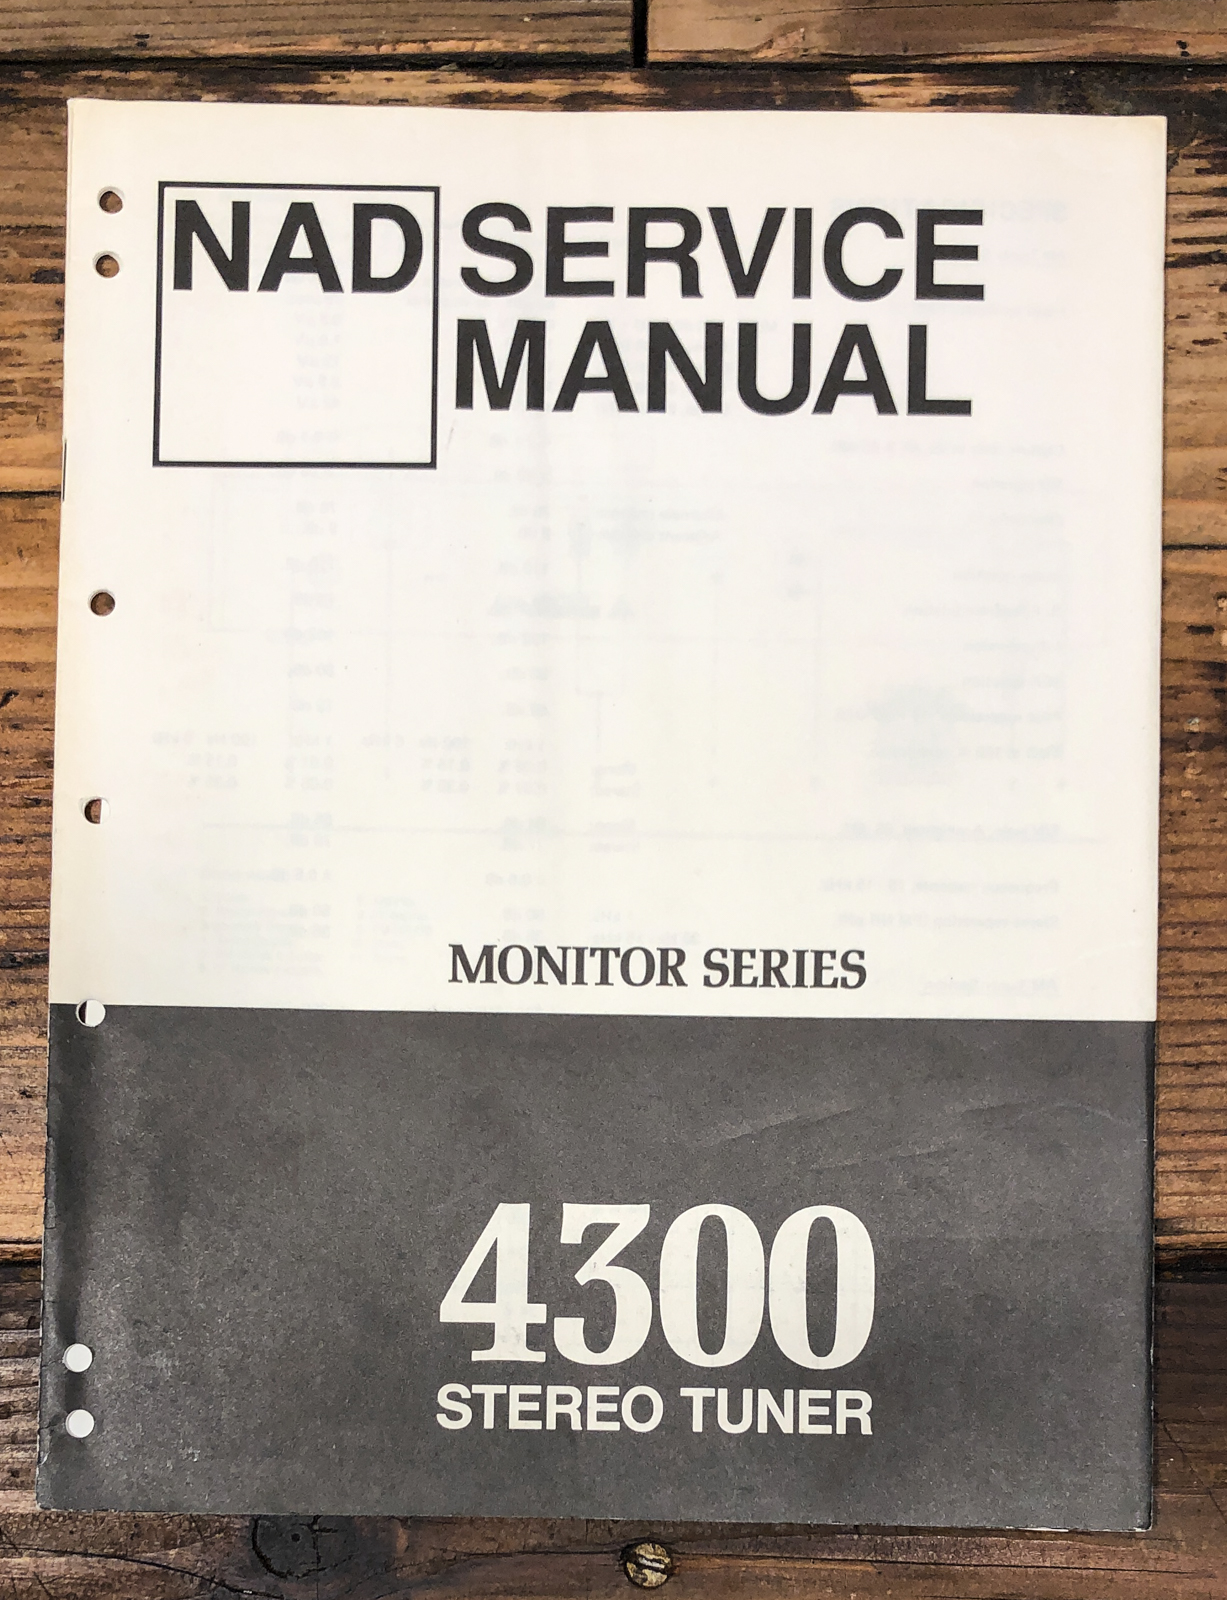 NAD SERVICE
MANUAL
MONITOR SERIES
4300
STEREO TUNER